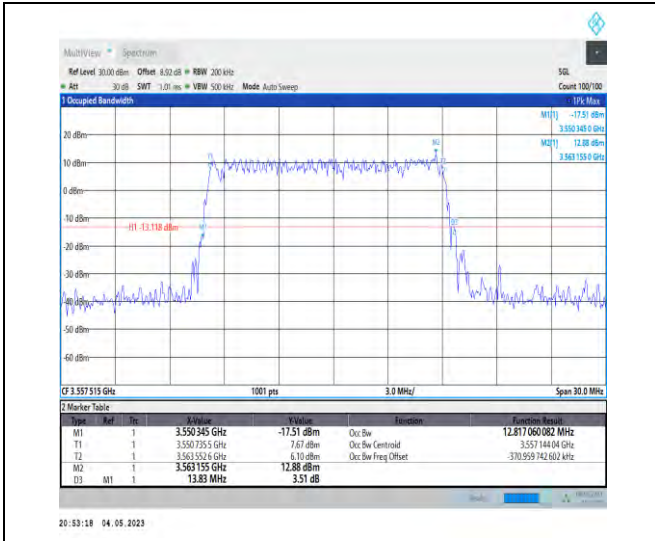 MultiView Spectrum
Ref Level 30.00 dBm Offset 8.92 dB RBW 200 kHz SGL
Att 30 dB SWT 1.01 ms VBW 500 kHz Mode Auto Sweep Count 100/100
1 Occupied Bandwidth 1Pk Max
M1[1] -17.51 dBm
3.550 345 0 GHz
20 dBm
M2
M2[1] 12.88 dBm
3.563 155 0 GHz
10 dBm
0 dBm
-10 dBm
H1 -13.118 dBm
-20 dBm
-30 dBm
-40 dBm
-50 dBm
-60 dBm
CF 3.557 515 GHz 1001 pts 3.0 MHz/ Span 30.0 MHz
2 Marker Table
Type Ref Trc X-Value Y-Value Function Function Result
M1 1 3.550 345 GHz -17.51 dBm Occ Bw 12.817 060 082 MHz
T1 1 3.550 735 5 GHz 7.67 dBm Occ Bw Centroid 3.557 144 04 GHz
T2 1 3.563 552 6 GHz 6.10 dBm Occ Bw Freq Offset -370.959 742 602 kHz
M2 1 3.563 155 GHz 12.88 dBm
D3 M1 1 13.83 MHz 3.51 dB
20:53:18 04.05.2023